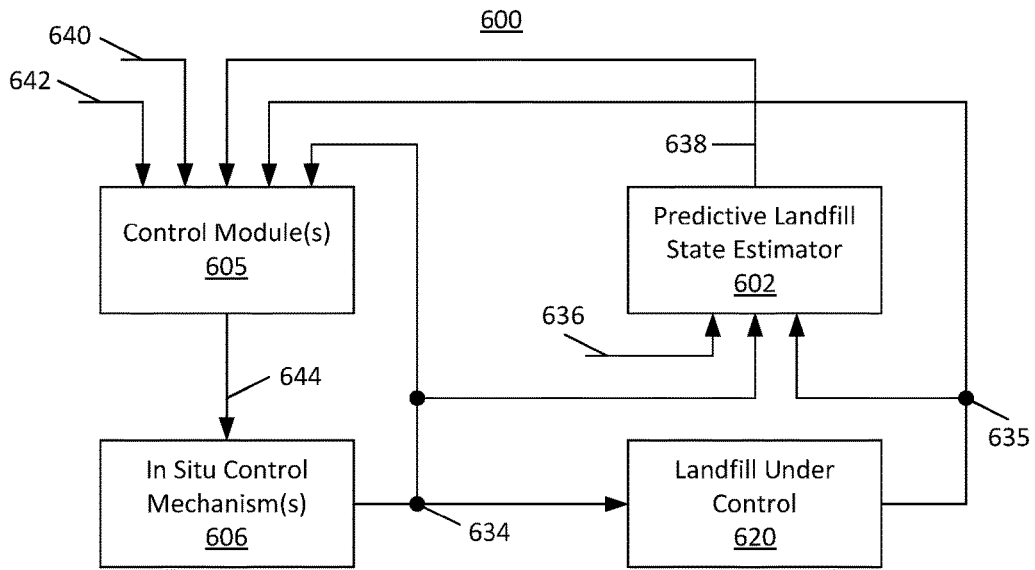 600
640
642
638
Control Module(s)
605
Predictive Landfill
State Estimator
602
636
644
635
In Situ Control
Mechanism(s)
606
634
Landfill Under
Control
620